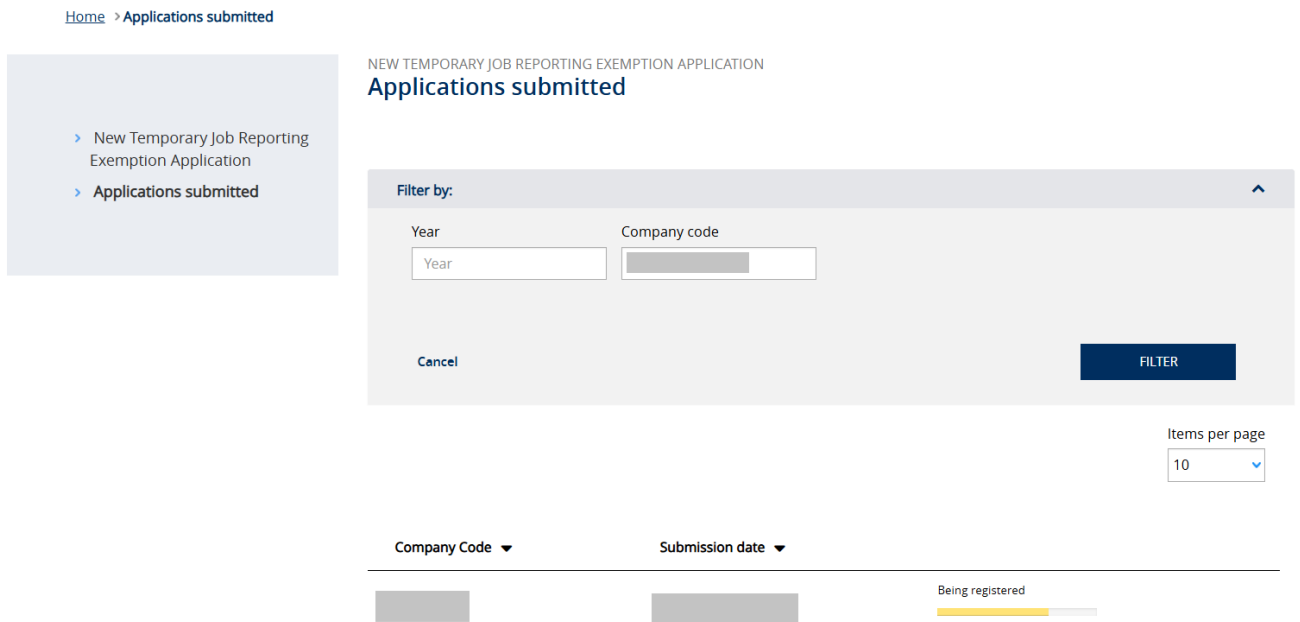 Home > Applications submitted
NEW TEMPORARY JOB REPORTING EXEMPTION APPLICATION
Applications submitted
> New Temporary Job Reporting
Exemption Application
> Applications submitted
Filter by:
Year
Company code
Year
Cancel
FILTER
Items per page
10
Company Code
Submission date
Being registered